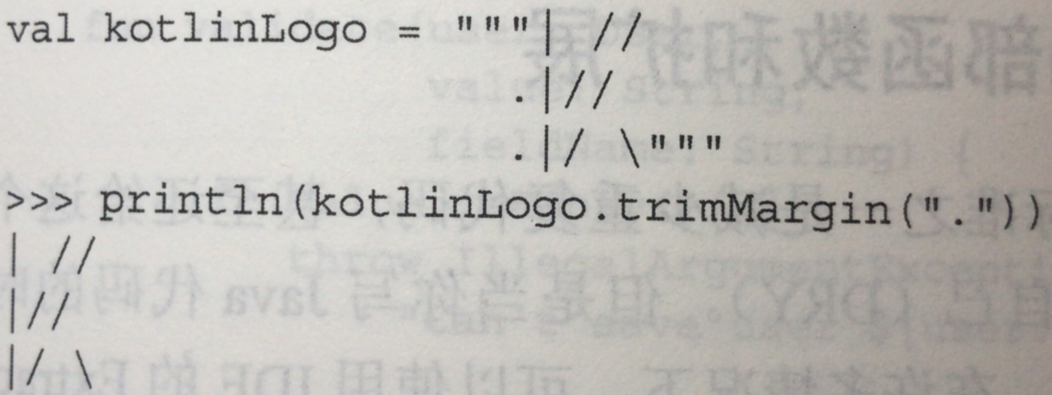 val kotlinLogo = """| //
                   .|//
                   .|/ \"""
>>> println(kotlinLogo.trimMargin("."))
| //
|//
|/ \